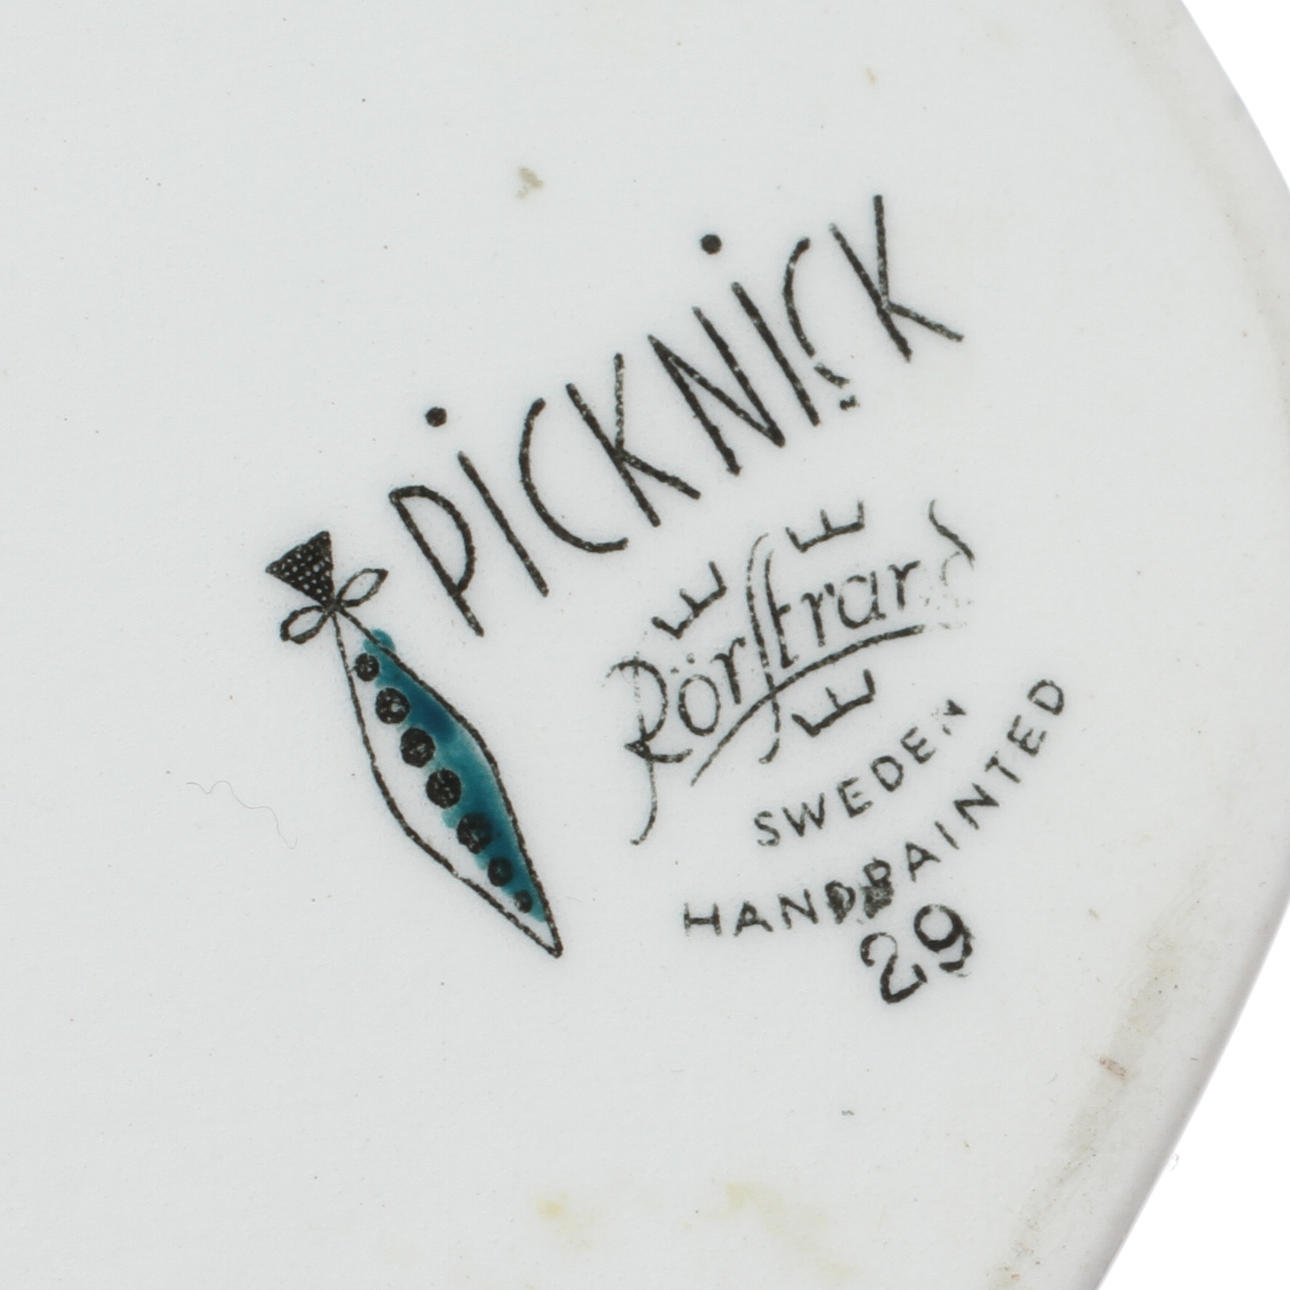 PiCKNiCK
Rörstrand
SWEDEN
HANDPAINTED
29